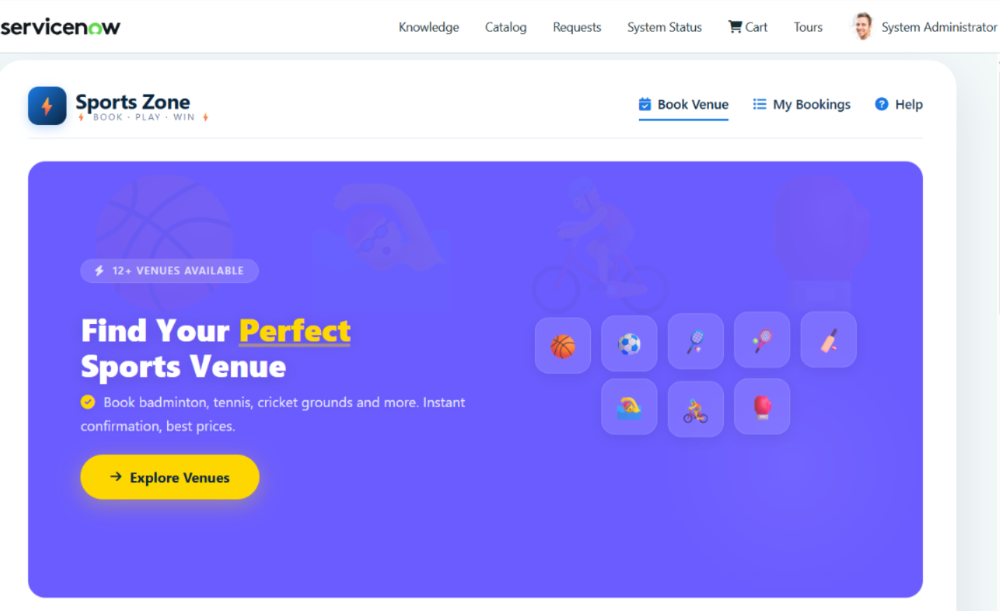 servicenow
Knowledge
Catalog
Requests
System Status
Cart
Tours
System Administrator
Sports Zone
BOOK · PLAY · WIN
Book Venue
My Bookings
Help
12+ VENUES AVAILABLE
Find Your Perfect
Sports Venue
Book badminton, tennis, cricket grounds and more. Instant
confirmation, best prices.
Explore Venues